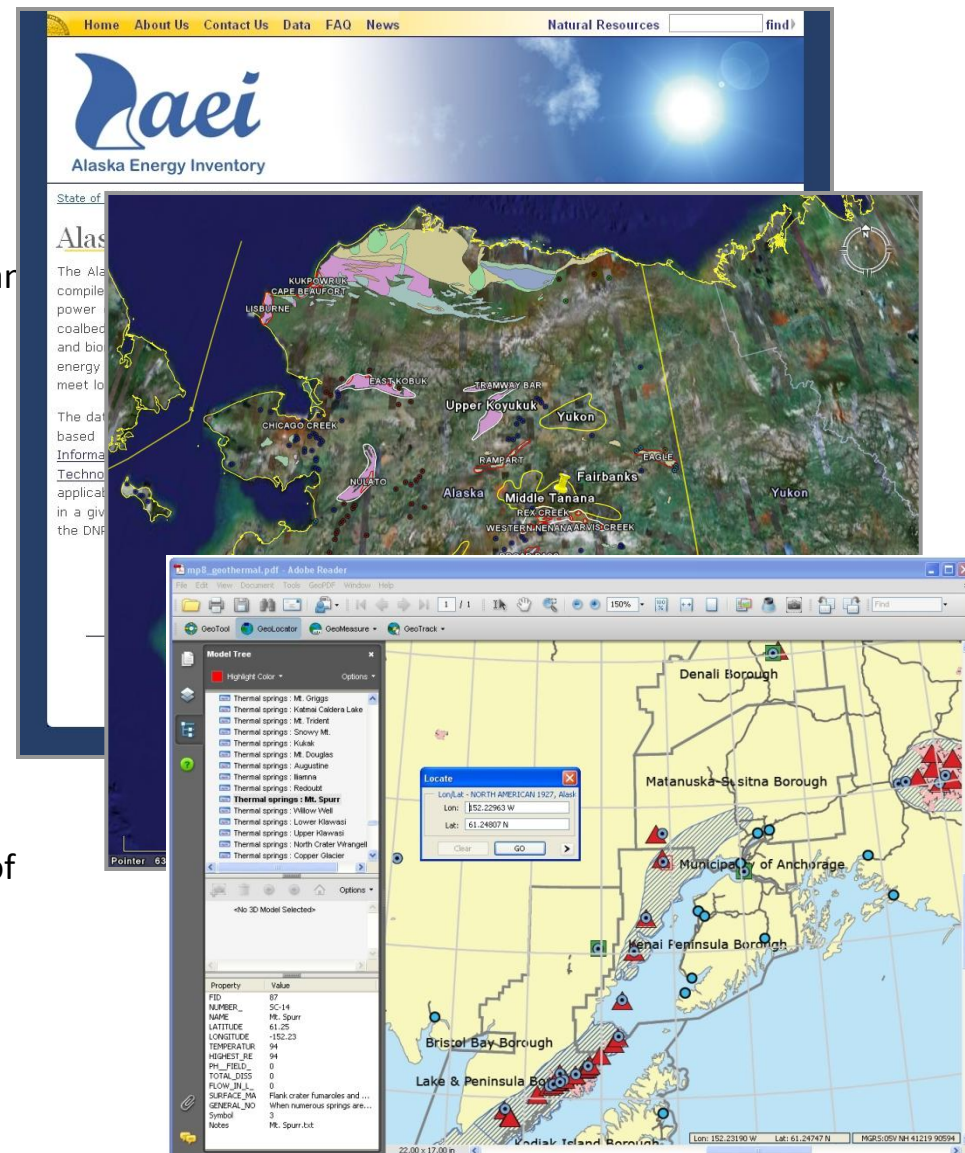 Home About Us Contact Us Data FAQ News Natural Resources find
aei
Alaska Energy Inventory
State of
Alas
The Ala
compile
power
coalbed
and bio
energy
meet lo
The dat
based
Informa
Techno
applicab
in a giv
the DNR
of
KUKPOWRUK
CAPE BEAUFORT
LISBURNE
EAST KOBUK
TRAMWAY BAR
Upper Koyukuk
Yukon
CHICAGO CREEK
RAMPART
EAGLE
NULATO
Fairbanks
Alaska
Middle Tanana
Yukon
REX CREEK
WESTERN NENANA
ARVIS CREEK
N
Pointer 63
mp8_geothermal.pdf - Adobe Reader
File Edit View Document Tools GeoPDF Window Help
1 / 1 150% Find
GeoTool GeoLocator GeoMeasure GeoTrack
Model Tree
Highlight Color Options
Thermal springs : Mt. Griggs
Thermal springs : Katmai Caldera Lake
Thermal springs : Mt. Trident
Thermal springs : Snowy Mt.
Thermal springs : Kukak
Thermal springs : Mt. Douglas
Thermal springs : Augustine
Thermal springs : Iliamna
Thermal springs : Redoubt
Thermal springs : Mt. Spurr
Thermal springs : Willow Well
Thermal springs : Lower Klawasi
Thermal springs : Upper Klawasi
Thermal springs : North Crater Wrangell
Thermal springs : Copper Glacier
Options
<No 3D Model Selected>
Property Value
FID 87
NUMBER_ SC-14
NAME Mt. Spurr
LATITUDE 61.25
LONGITUDE -152.23
TEMPERATUR 94
HIGHEST_RE 94
PH__FIELD_ 0
TOTAL_DISS 0
FLOW_IN_L_ 0
SURFACE_MA Flank crater fumaroles and ...
GENERAL_NO When numerous springs are...
Symbol 3
Notes Mt. Spurr.txt
Locate
Lon/Lat - NORTH AMERICAN 1927, Alask
Lon: 152.22963 W
Lat: 61.24807 N
Clear GO
Denali Borough
Matanuska-Susitna Borough
Municipality of Anchorage
Kenai Peninsula Borough
Bristol Bay Borough
Lake & Peninsula Bo
Kodiak Island Borough
Lon: 152.23190 W Lat: 61.24747 N MGRS:05V NH 41219 90594
22.00 x 17.00 in